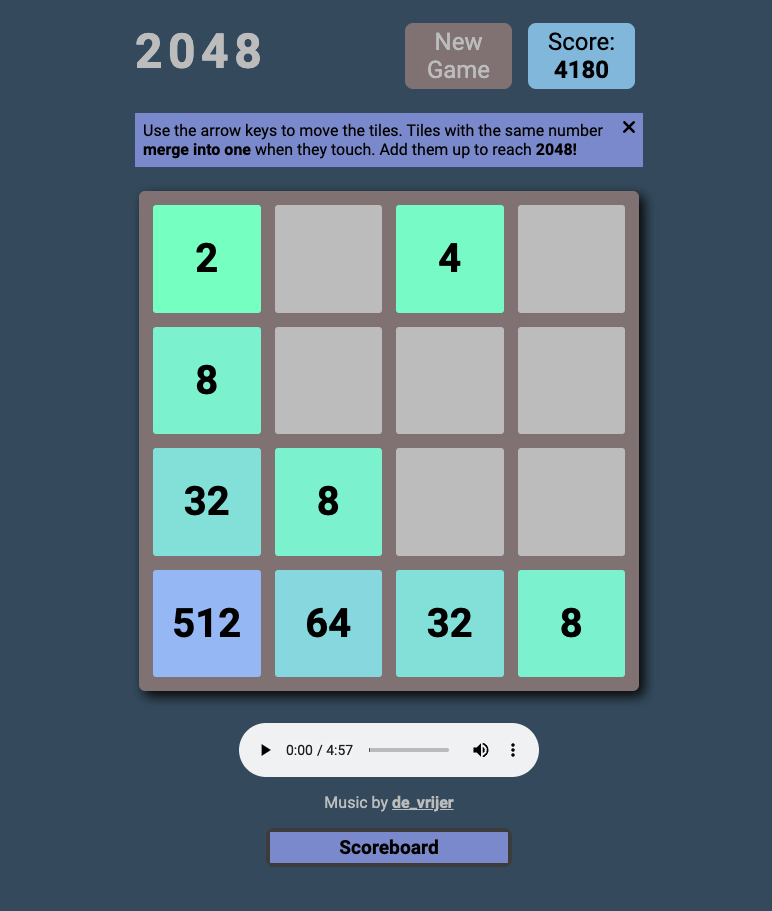 2048
New
Game
Score:
4180
Use the arrow keys to move the tiles. Tiles with the same number
merge into one when they touch. Add them up to reach 2048!
2 4
8
32 8
512 64 32 8
0:00 / 4:57
Music by de_vrijer
Scoreboard